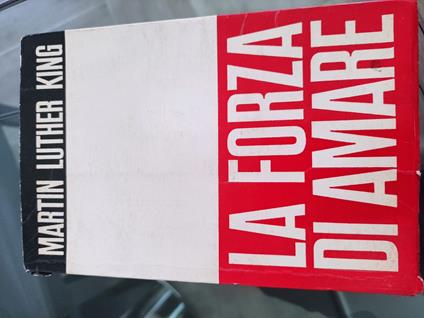 MARTIN LUTHER KING
LA FORZA
DI AMARE